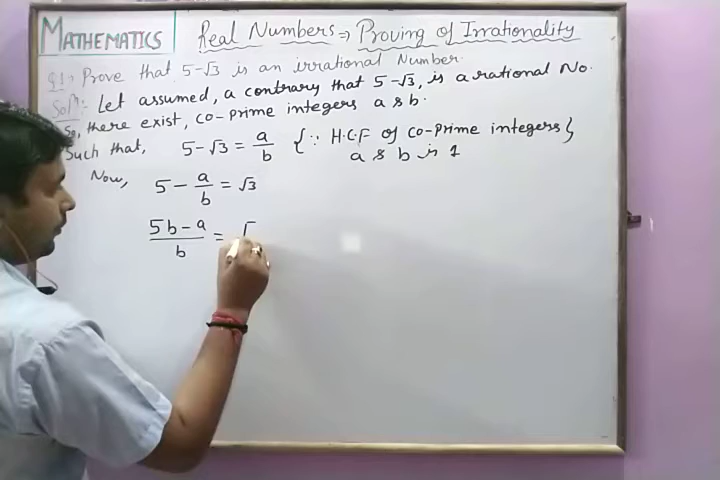 MATHEMATICS Real Numbers ⇒ Proving of Irrationality
Q1. Prove that 5-√3 is an irrational Number.
Solⁿ: Let assumed, a contrary that 5-√3, is a rational No.
So, there exist, co-prime integers a & b.
Such that, 5-√3 = a/b {∵ H.C.F of co-prime integers a & b is 1}
Now, 5 - a/b = √3
5b-a/b = √